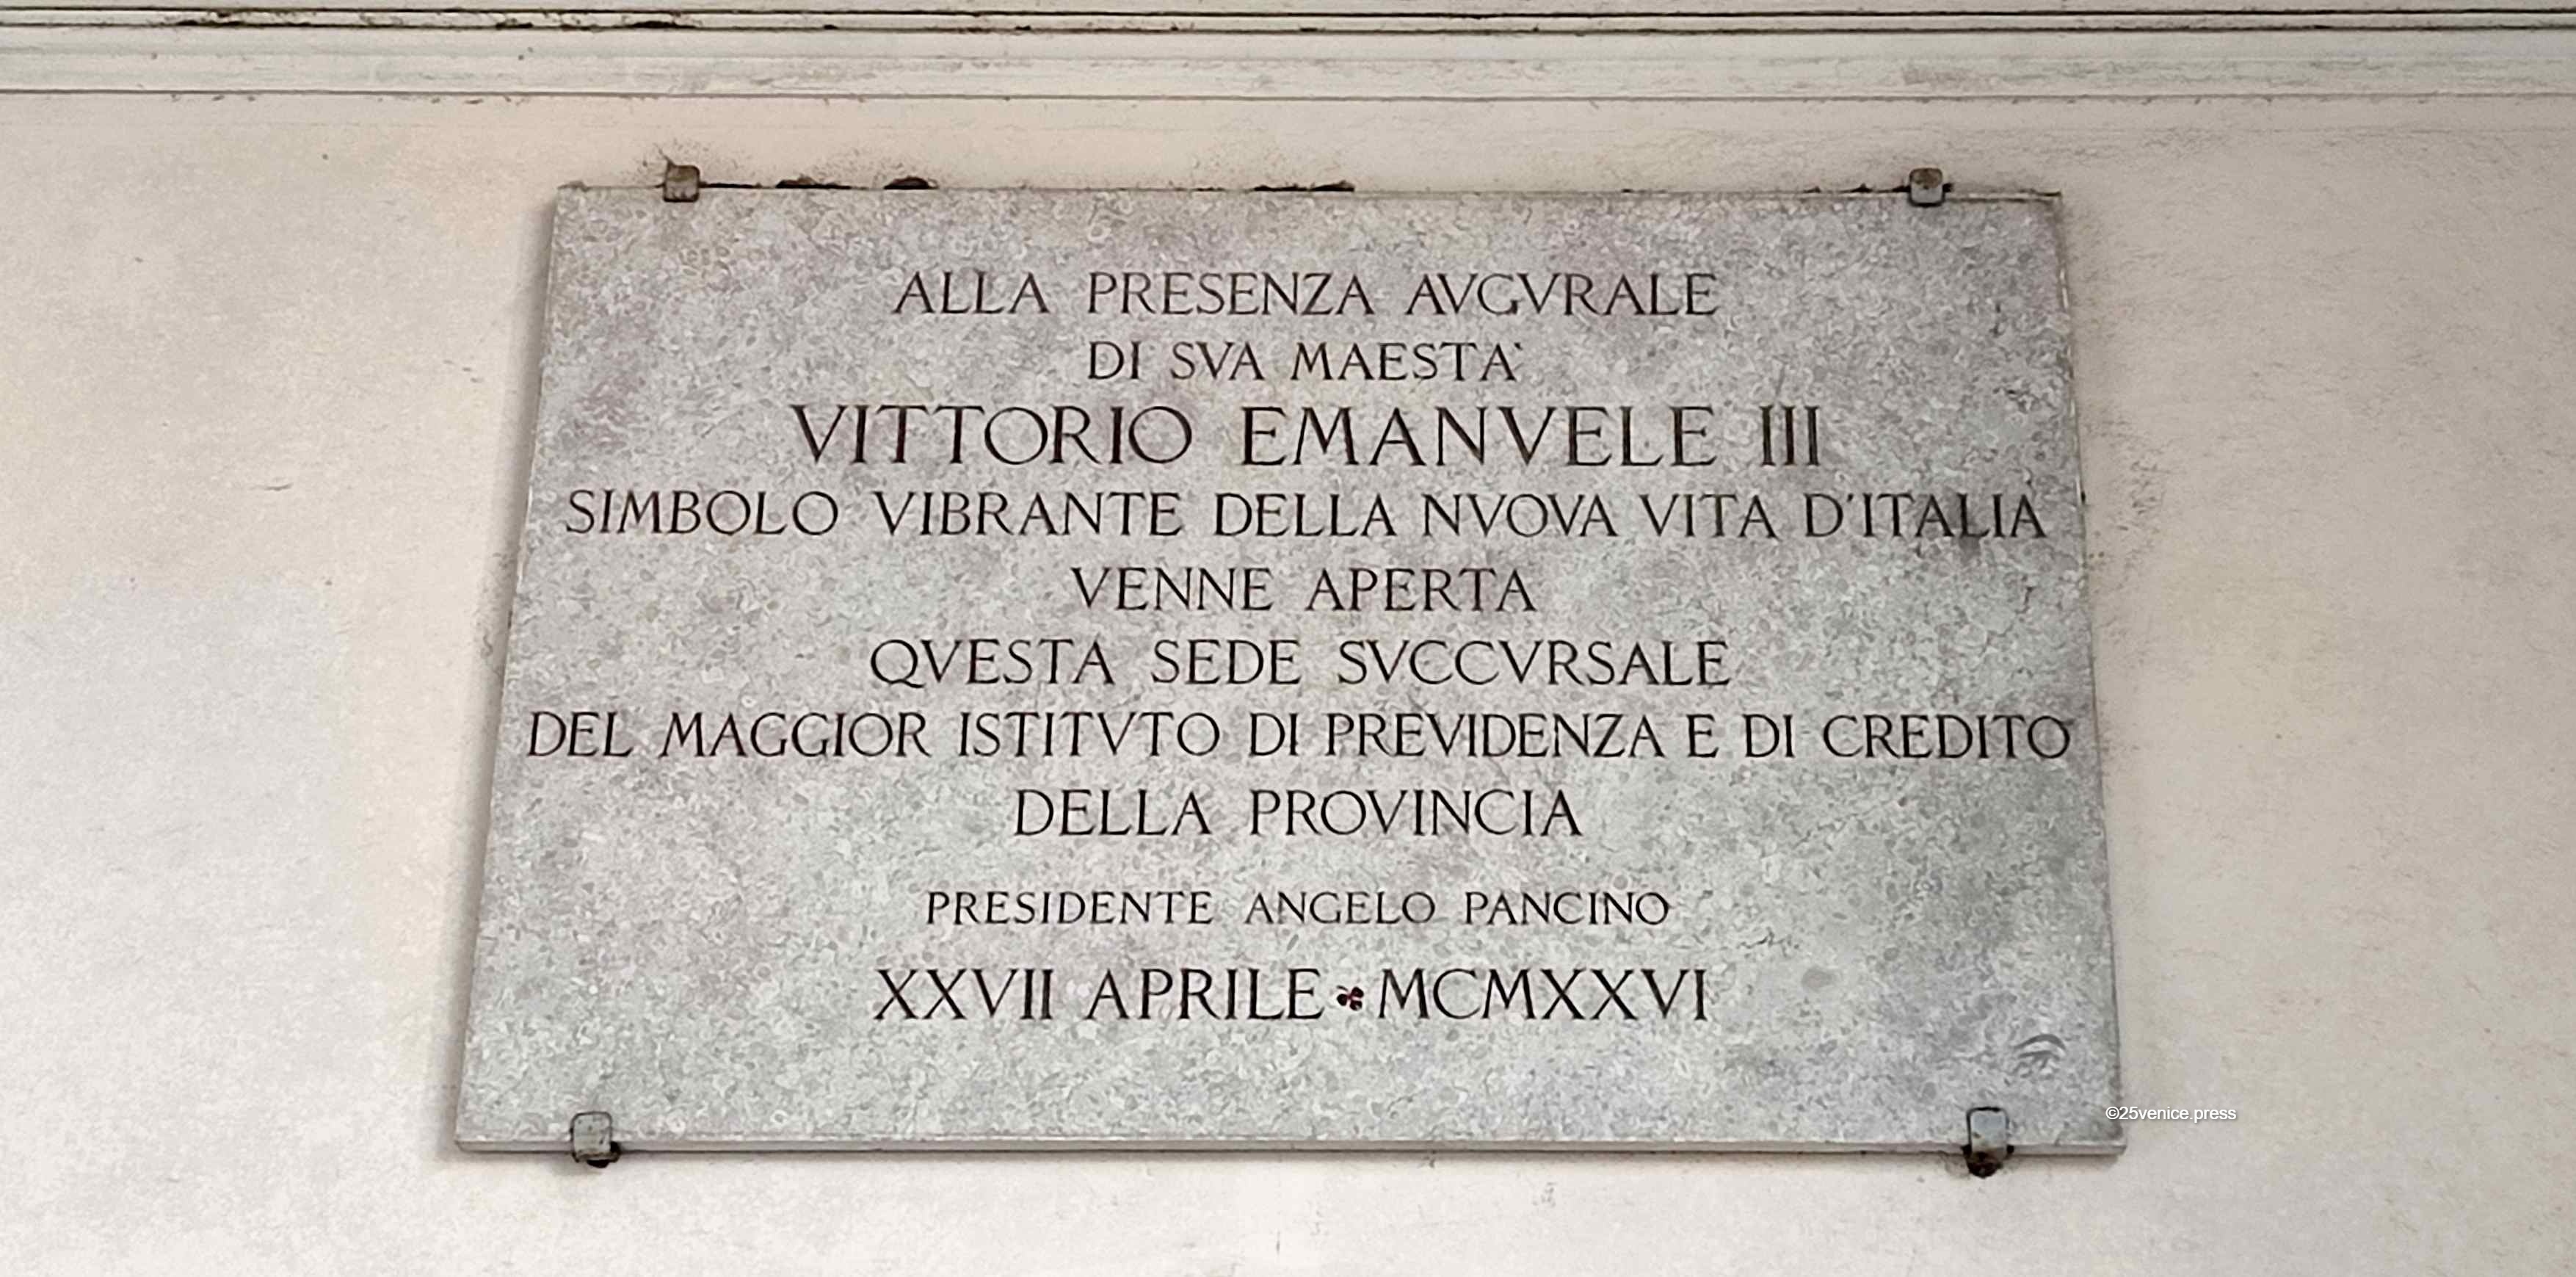 ALLA PRESENZA AVGVRALE
DI SVA MAESTA`
VITTORIO EMANVELE III
SIMBOLO VIBRANTE DELLA NVOVA VITA D'ITALIA
VENNE APERTA
QVESTA SEDE SVCCVRSALE
DEL MAGGIOR ISTITVTO DI PREVIDENZA E DI CREDITO
DELLA PROVINCIA
PRESIDENTE ANGELO PANCINO
XXVII APRILE MCMXXVI
©25venice.press